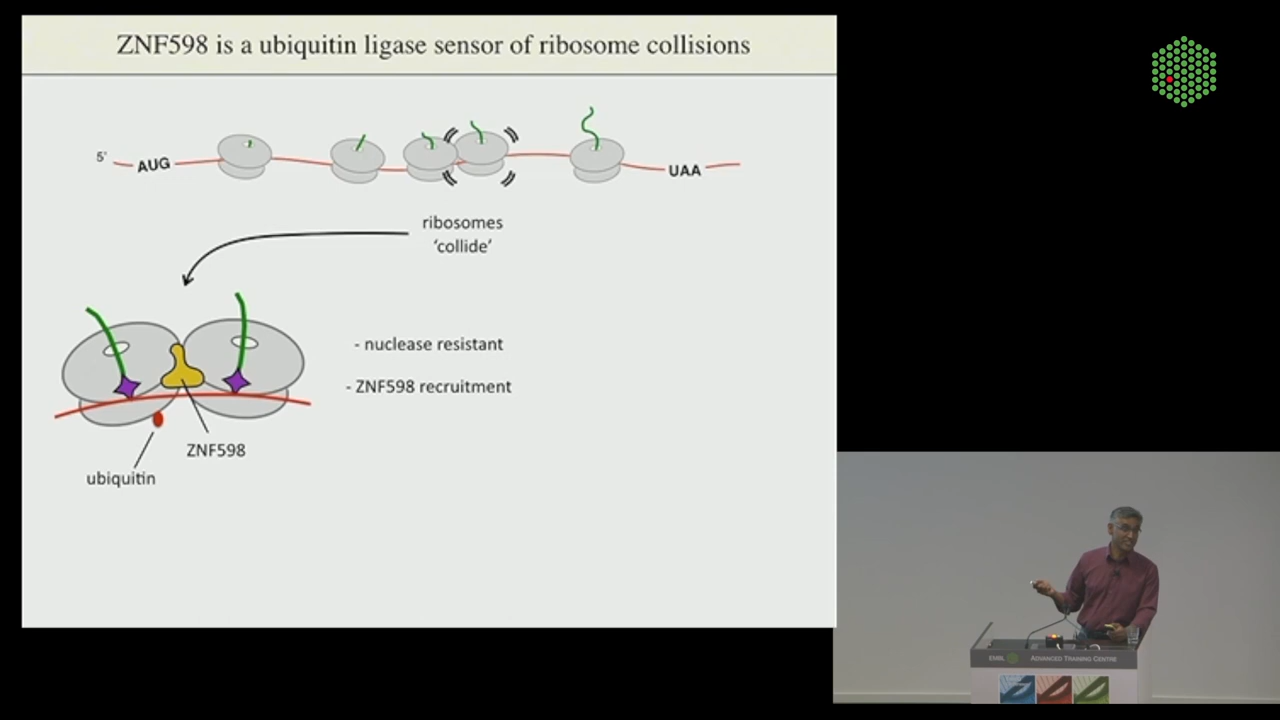 ZNF598 is a ubiquitin ligase sensor of ribosome collisions
5'
AUG
UAA
ribosomes
'collide'
- nuclease resistant
- ZNF598 recruitment
ZNF598
ubiquitin
EMBL
ADVANCED TRAINING CENTRE